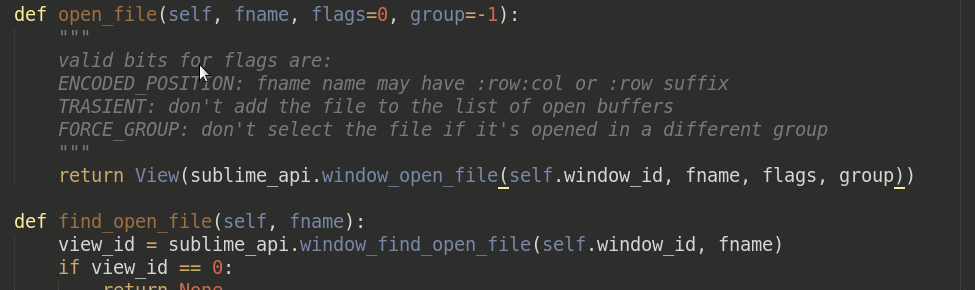 def open_file(self, fname, flags=0, group=-1):
"""
valid bits for flags are:
ENCODED_POSITION: fname name may have :row:col or :row suffix
TRASIENT: don't add the file to the list of open buffers
FORCE_GROUP: don't select the file if it's opened in a different group
"""
return View(sublime_api.window_open_file(self.window_id, fname, flags, group))
def find_open_file(self, fname):
view_id = sublime_api.window_find_open_file(self.window_id, fname)
if view_id == 0:
return None